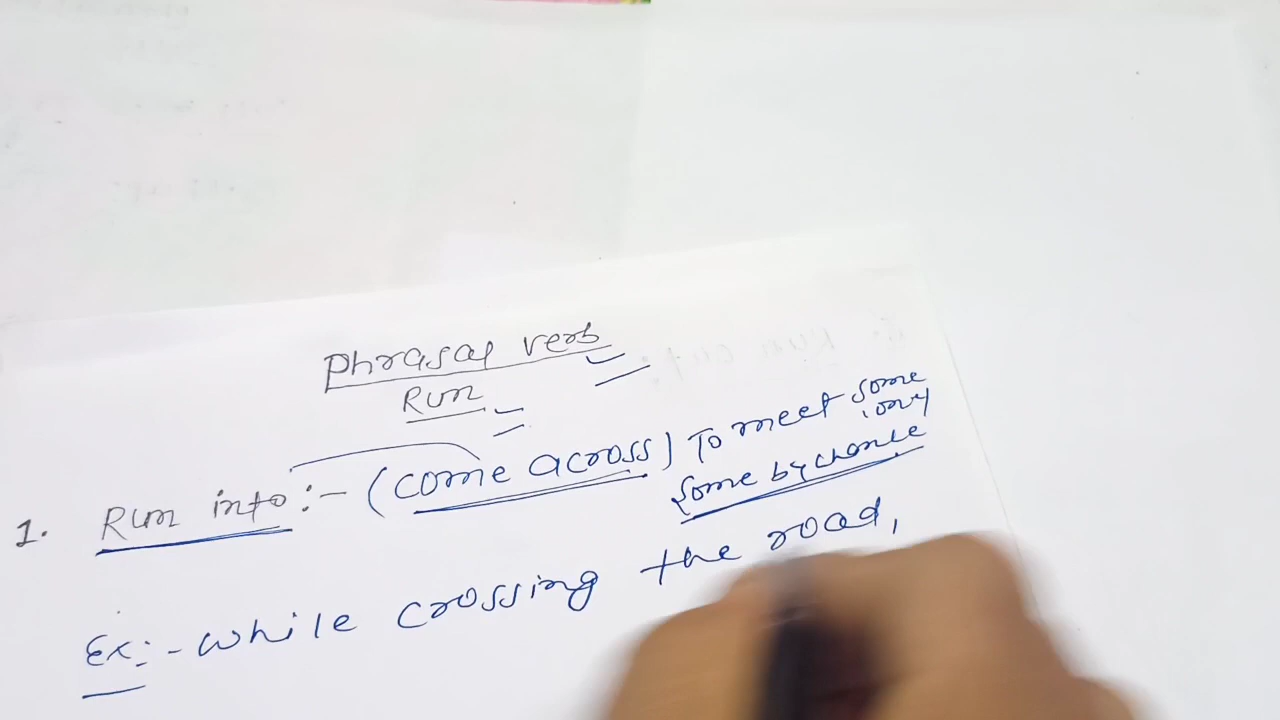 Phrasal verb
Run
1. Run into :- (come across) To meet some
some by chance
Ex:- while crossing the road,